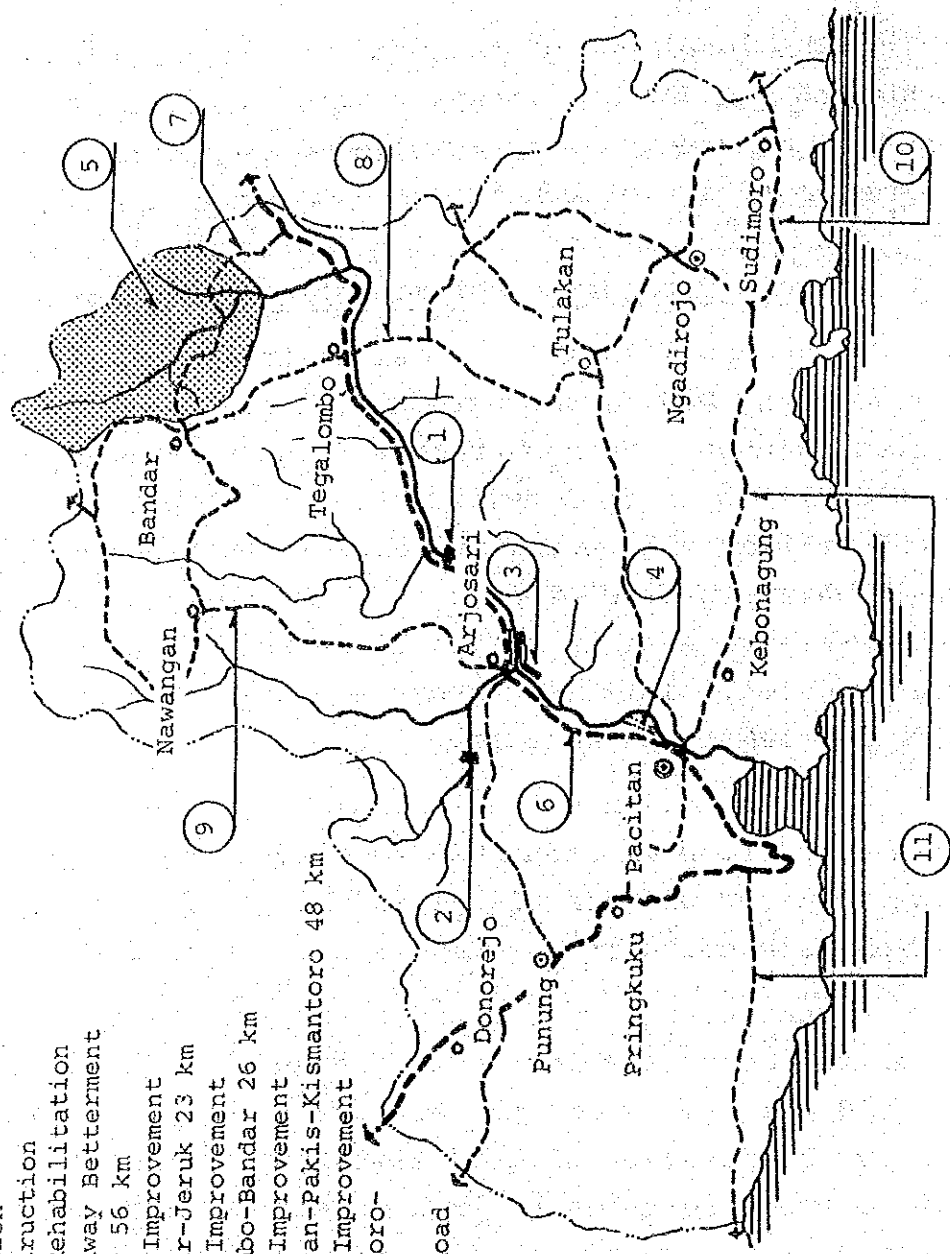 ruction
ehabilitation
way Betterment
56 km
Improvement
r-Jeruk 23 km
Improvement
bo-Bandar 26 km
Improvement
an-Pakis-Kismantoro 48 km
Improvement
oro-
oad
5
7
8
Bandar
Nawangan
Tegalombo
9
1
Arjosari
3
Tulakan
2
6
4
Ngadirojo
Donorejo
Punung
Pringkuku
Pacitan
Kebonagung
Sudimoro
10
11